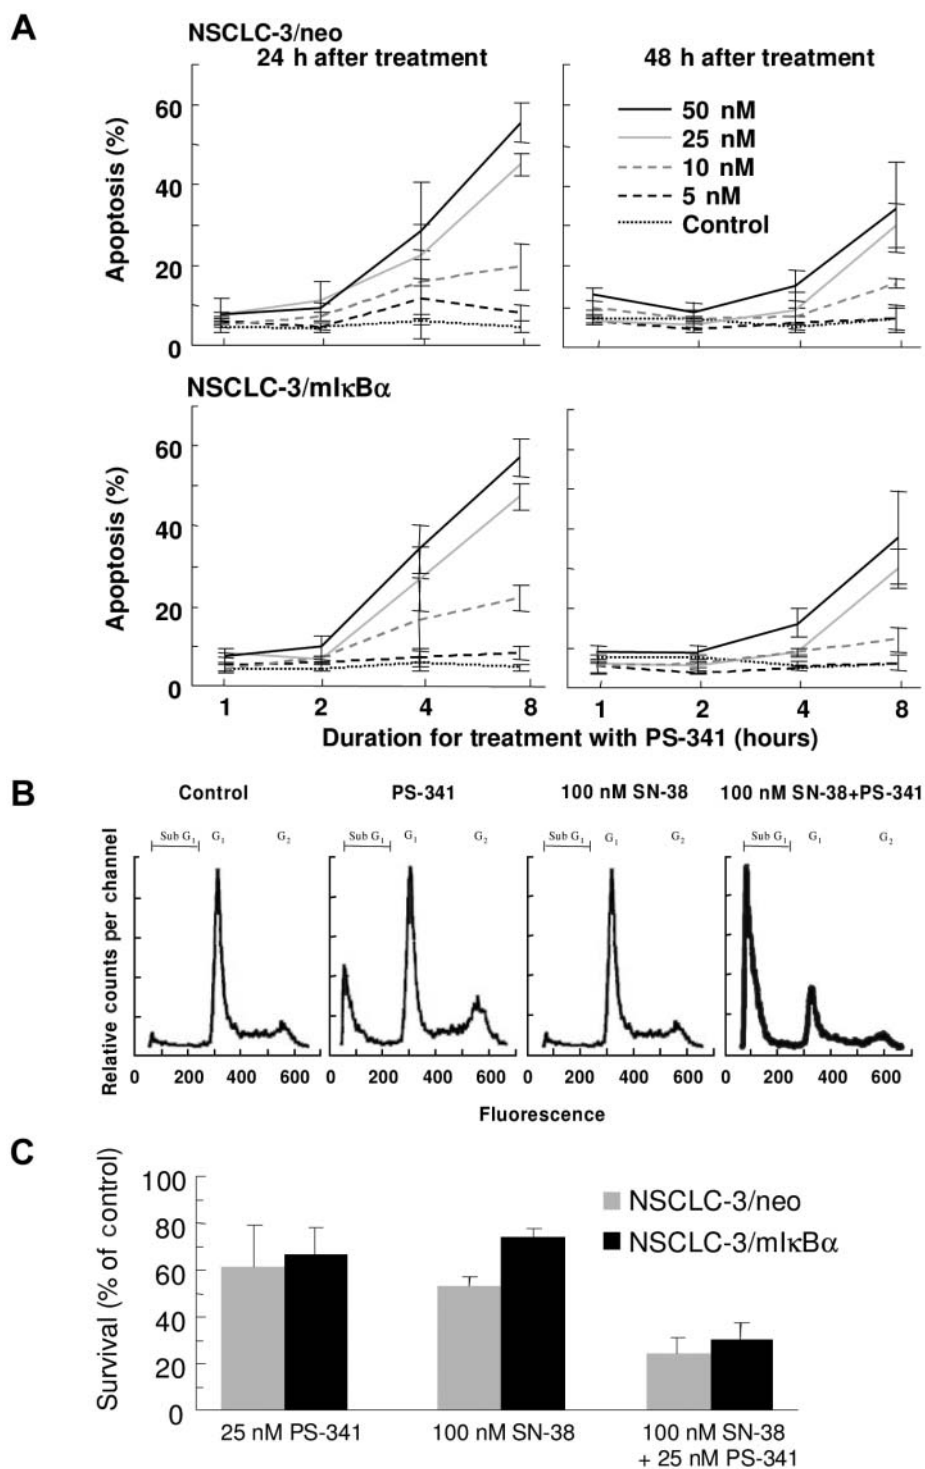 A
NSCLC-3/neo
24 h after treatment
48 h after treatment
Apoptosis (%)
60
40
20
0
50 nM
25 nM
10 nM
5 nM
Control
NSCLC-3/mIκBα
Apoptosis (%)
60
40
20
0
1 2 4 8
1 2 4 8
Duration for treatment with PS-341 (hours)
B
Control
PS-341
100 nM SN-38
100 nM SN-38+PS-341
Sub G1 G1 G2
Sub G1 G1 G2
Sub G1 G1 G2
Sub G1 G1 G2
Relative counts per channel
0 200 400 600
0 200 400 600
0 200 400 600
0 200 400 600
Fluorescence
C
Survival (% of control)
100
80
60
40
20
0
NSCLC-3/neo
NSCLC-3/mIκBα
25 nM PS-341
100 nM SN-38
100 nM SN-38
+ 25 nM PS-341